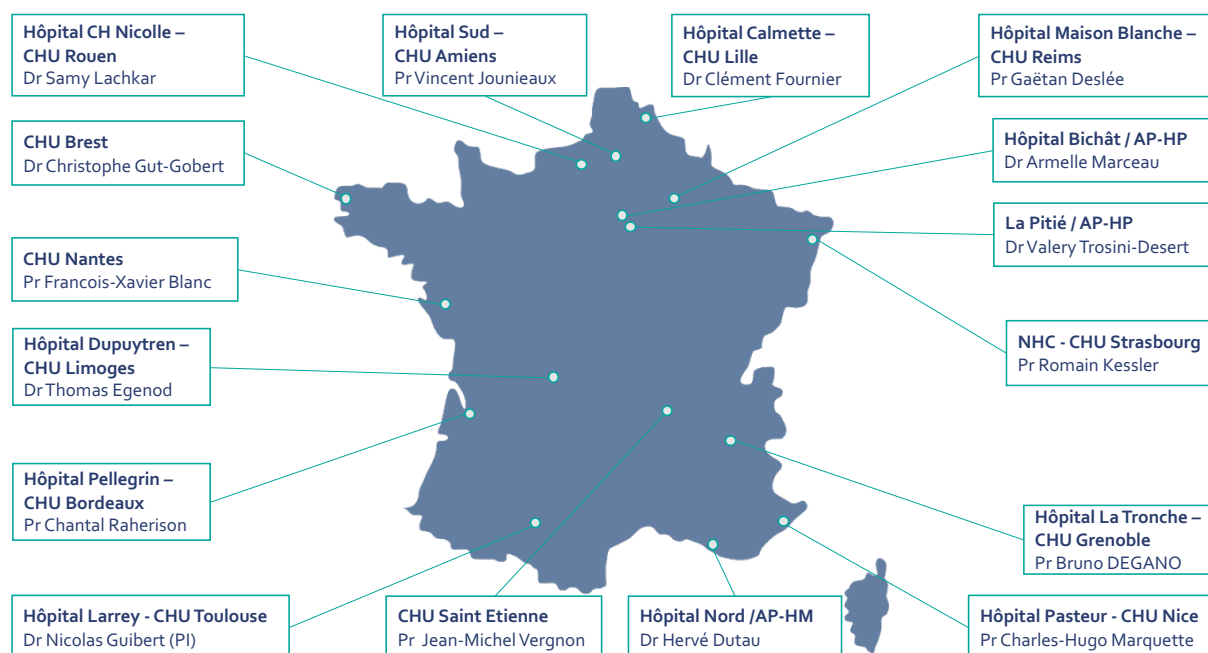 Hôpital CH Nicolle –
CHU Rouen
Dr Samy Lachkar
Hôpital Sud –
CHU Amiens
Pr Vincent Jounieaux
Hôpital Calmette –
CHU Lille
Dr Clément Fournier
Hôpital Maison Blanche –
CHU Reims
Pr Gaëtan Deslée
CHU Brest
Dr Christophe Gut-Gobert
Hôpital Bichât / AP-HP
Dr Armelle Marceau
La Pitié / AP-HP
Dr Valery Trosini-Desert
CHU Nantes
Pr Francois-Xavier Blanc
NHC - CHU Strasbourg
Pr Romain Kessler
Hôpital Dupuytren –
CHU Limoges
Dr Thomas Egenod
Hôpital Pellegrin –
CHU Bordeaux
Pr Chantal Raherison
Hôpital La Tronche –
CHU Grenoble
Pr Bruno DEGANO
Hôpital Larrey - CHU Toulouse
Dr Nicolas Guibert (PI)
CHU Saint Etienne
Pr Jean-Michel Vergnon
Hôpital Nord /AP-HM
Dr Hervé Dutau
Hôpital Pasteur - CHU Nice
Pr Charles-Hugo Marquette